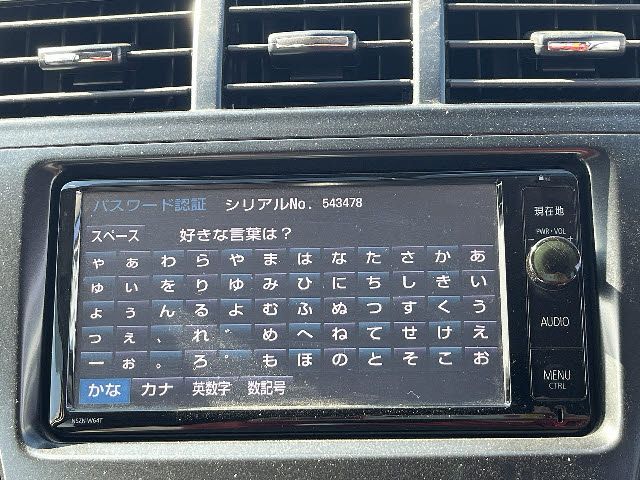 パスワード認証 シリアルNo. 543478
スペース 好きな言葉は?
ゃ ぁ わ ら や ま は な た さ か あ
ゅ ぃ を り ゆ み ひ に ち し き い
ょ ぅ ん る よ む ふ ぬ つ す く う
っ ぇ 、 れ ゛ め へ ね て せ け え
ー ぉ 。 ろ ゜ も ほ の と そ こ お
かな カナ 英数字 数記号
NSZN-W64T
現在地
PWR・VOL
AUDIO
MENU
CTRL